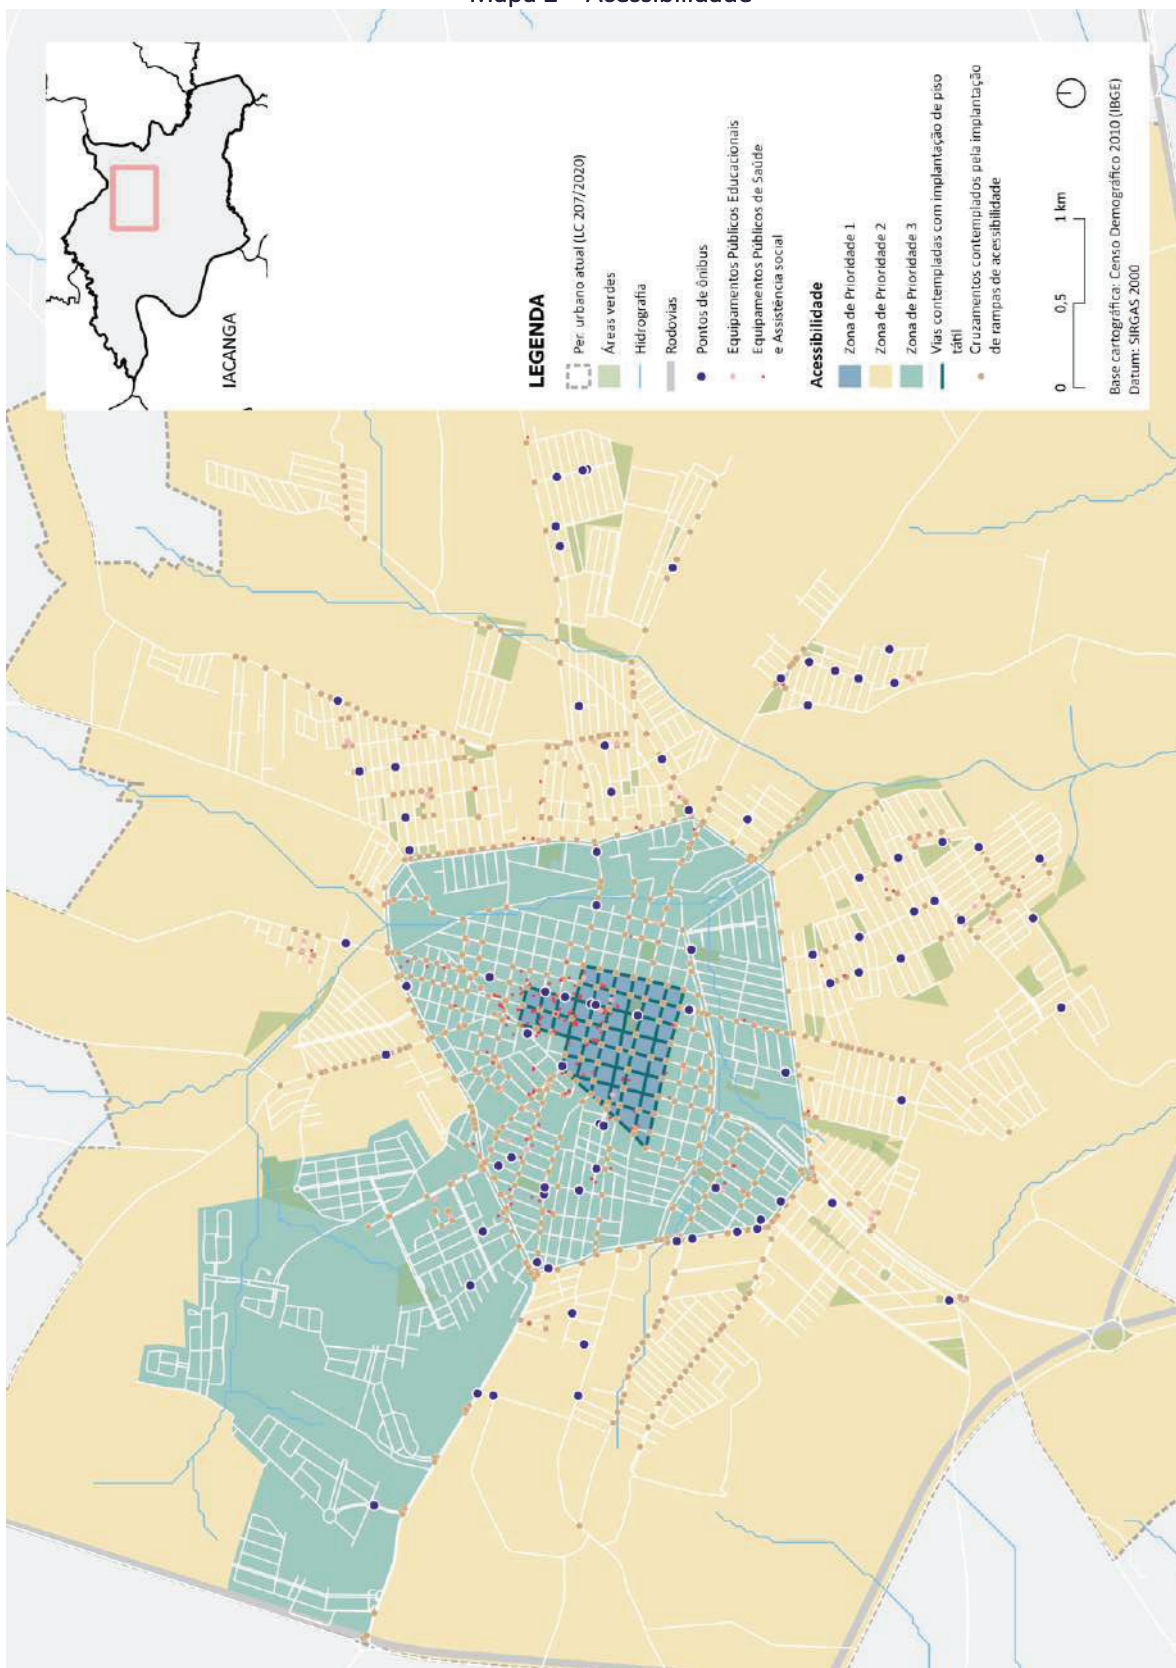 Mapa 2 – Acessibilidade
IACANGA
LEGENDA
Per. urbano atual (LC 207/2020)
Áreas verdes
Hidrografia
Rodovias
Pontos de ônibus
Equipamentos Públicos Educacionais
Equipamentos Públicos de Saúde
e Assistência social
Acessibilidade
Zona de Prioridade 1
Zona de Prioridade 2
Zona de Prioridade 3
Vias contempladas com implantação de piso
tátil
Cruzamentos contemplados pela implantação
de rampas de acessibilidade
0 0,5 1 km
Base cartográfica: Censo Demográfico 2010 (IBGE)
Datum: SIRGAS 2000